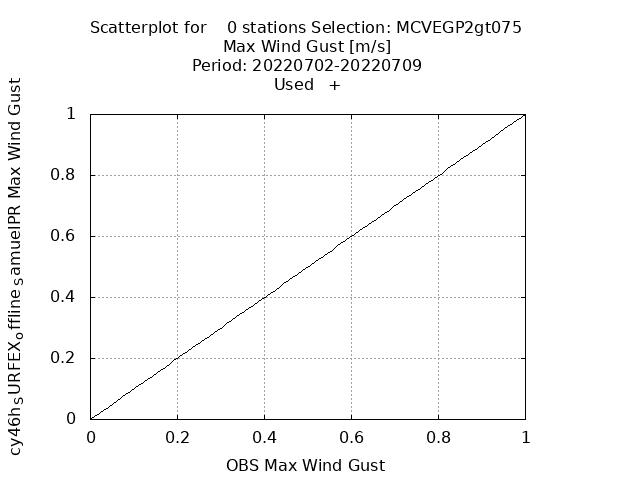 Scatterplot for    0 stations Selection: MCVEGP2gt075
Max Wind Gust [m/s]
Period: 20220702-20220709
Used   +
cy46hsURFEXoffline samuelPR Max Wind Gust
1
0.8
0.6
0.4
0.2
0
0 0.2 0.4 0.6 0.8 1
OBS Max Wind Gust